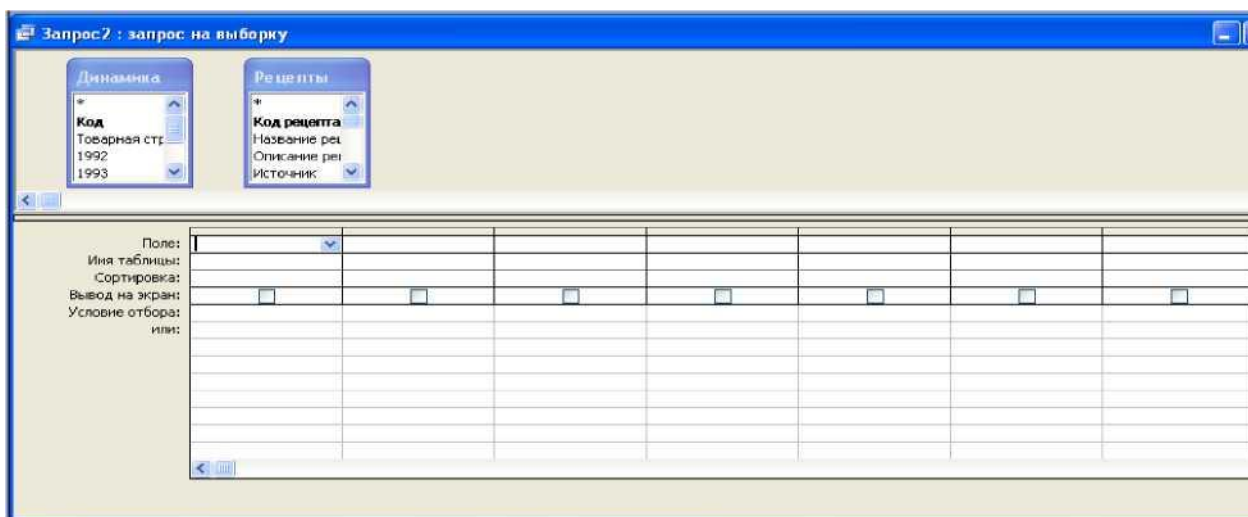 Запрос2 : запрос на выборку
Динамика
*
Код
Товарная стр
1992
1993
Рецепты
*
Код рецепта
Название рец
Описание рец
Источник
Поле:
Имя таблицы:
Сортировка:
Вывод на экран:
Условие отбора:
или: